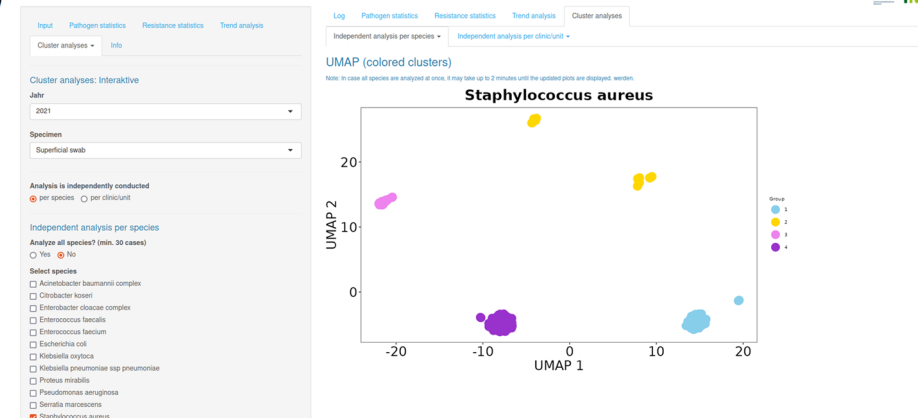 Input Pathogen statistics Resistance statistics Trend analysis
Cluster analyses Info
Cluster analyses: Interaktive
Jahr
2021
Specimen
Superficial swab
Analysis is independently conducted
per species per clinic/unit
Independent analysis per species
Analyze all species? (min. 30 cases)
Yes No
Select species
Acinetobacter baumannii complex
Citrobacter koseri
Enterobacter cloacae complex
Enterococcus faecalis
Enterococcus faecium
Escherichia coli
Klebsiella oxytoca
Klebsiella pneumoniae ssp pneumoniae
Proteus mirabilis
Pseudomonas aeruginosa
Serratia marcescens
Staphylococcus aureus
Log Pathogen statistics Resistance statistics Trend analysis Cluster analyses
Independent analysis per species Independent analysis per clinic/unit
UMAP (colored clusters)
Note: In case all species are analyzed at once, it may take up to 2 minutes until the updated plots are displayed. werden.
Staphylococcus aureus
UMAP 2
20
10
0
-20 -10 0 10 20
UMAP 1
Group
1
2
3
4